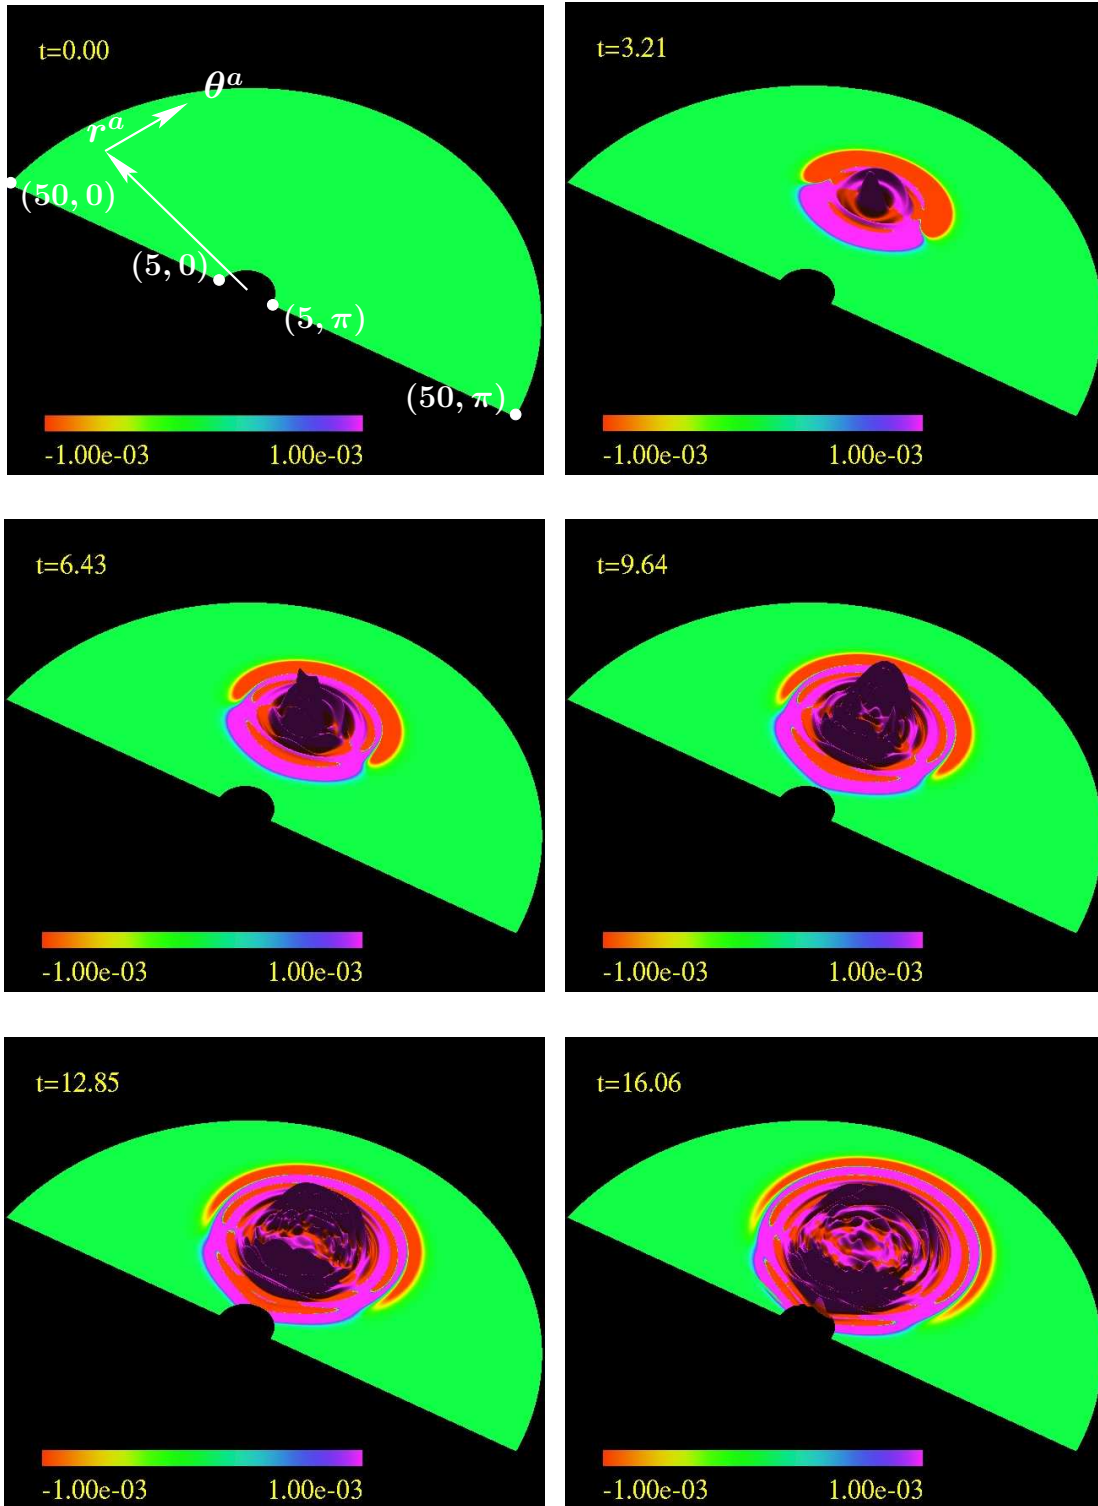 t=0.00
θ^a
r^a
(50, 0)
(5, 0)
(5, π)
(50, π)
-1.00e-03 1.00e-03
t=3.21
-1.00e-03 1.00e-03
t=6.43
-1.00e-03 1.00e-03
t=9.64
-1.00e-03 1.00e-03
t=12.85
-1.00e-03 1.00e-03
t=16.06
-1.00e-03 1.00e-03